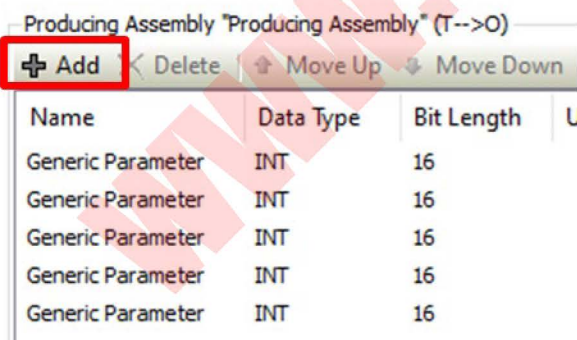 Producing Assembly "Producing Assembly" (T-->O)
Add Delete Move Up Move Down
Name Data Type Bit Length U
Generic Parameter INT 16
Generic Parameter INT 16
Generic Parameter INT 16
Generic Parameter INT 16
Generic Parameter INT 16
www.